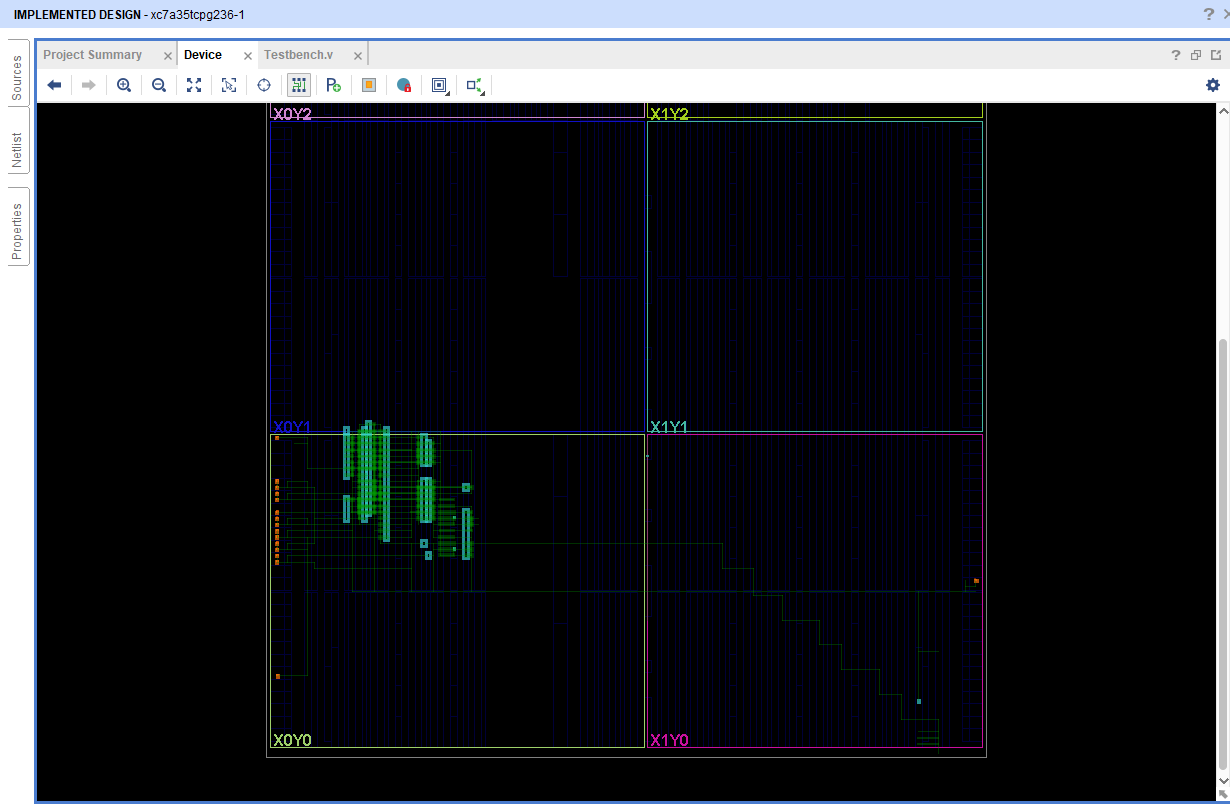 IMPLEMENTED DESIGN - xc7a35tcpg236-1
Sources
Netlist
Properties
Project Summary
Device
Testbench.v
X0Y2
X1Y2
X0Y1
X1Y1
X0Y0
X1Y0